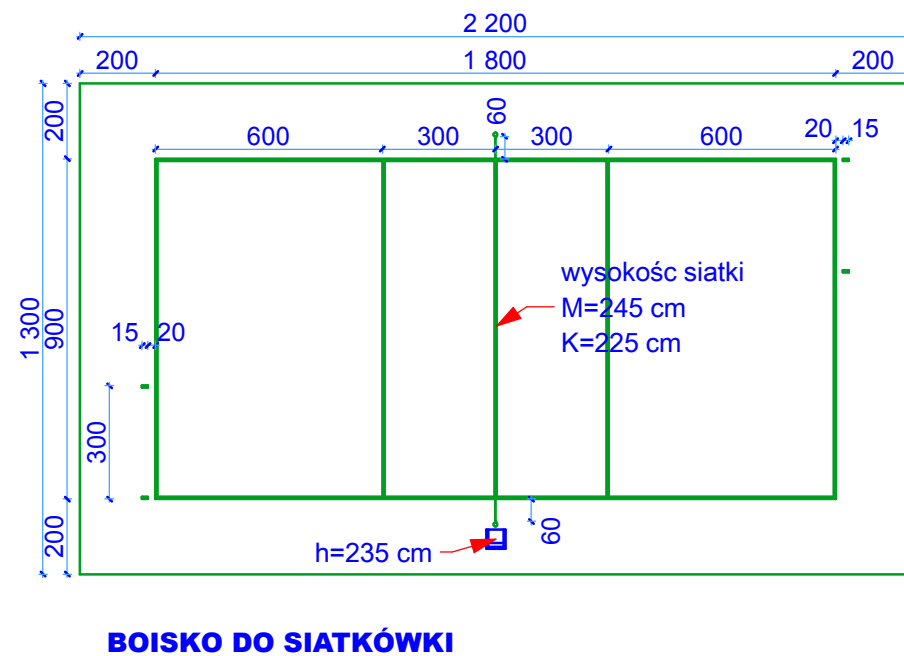 2 200
200 1 800 200
200
60
600 300 300 600 20 15
wysokośc siatki
M=245 cm
K=225 cm
1 300
900
15 20
300
200
60
h=235 cm
BOISKO DO SIATKÓWKI